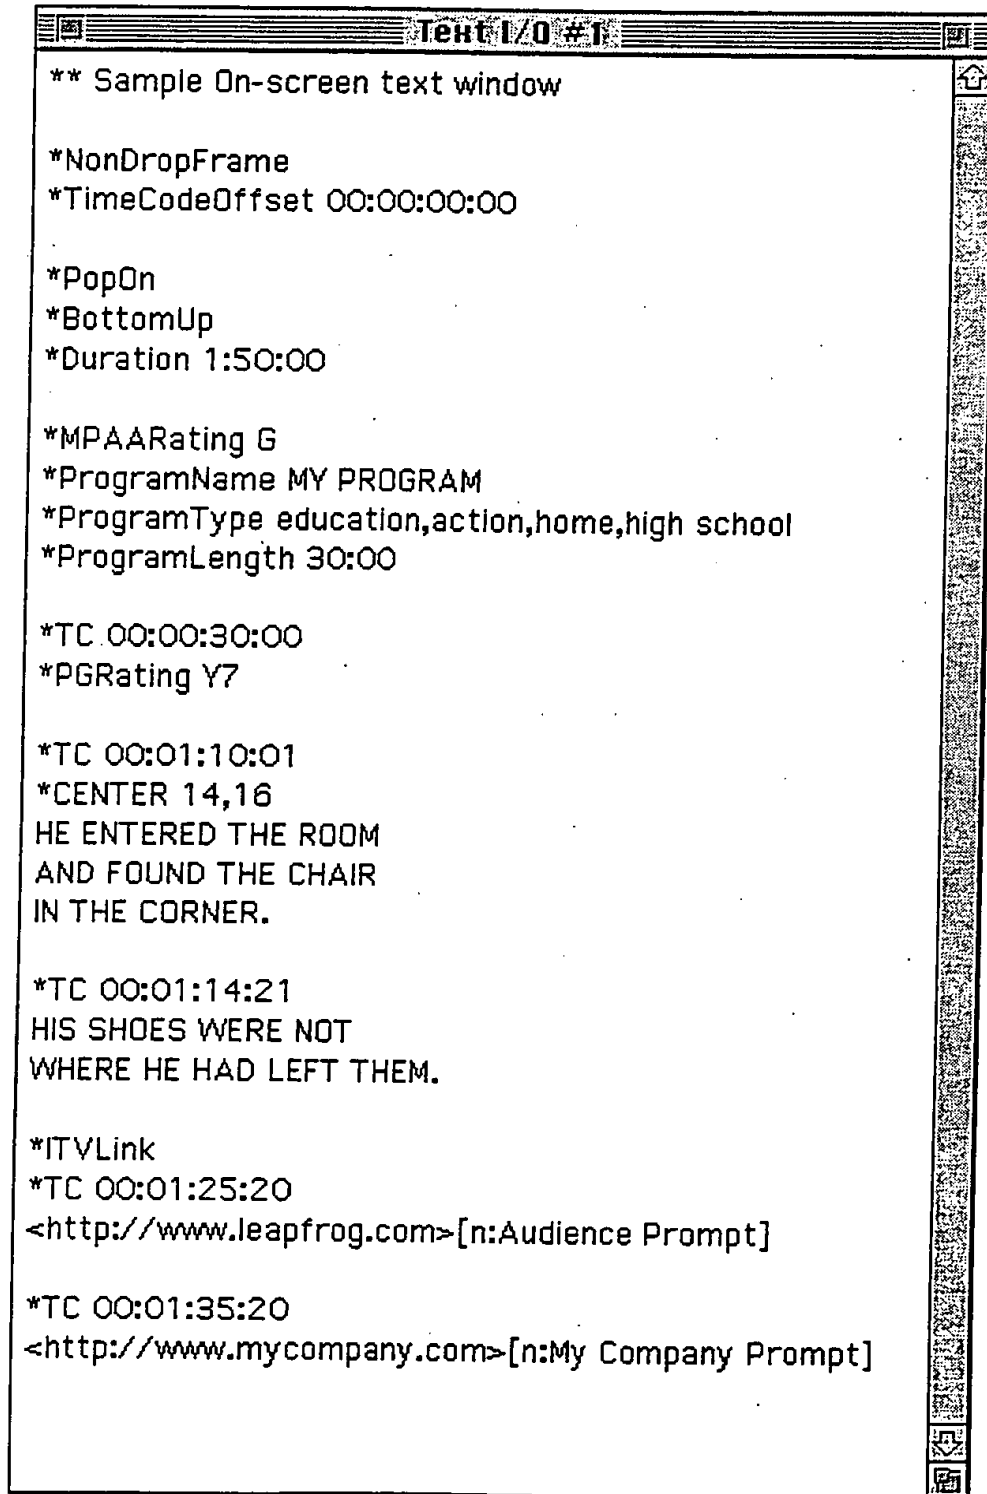 Text I/O #1
** Sample On-screen text window
*NonDropFrame
*TimeCodeOffset 00:00:00:00
*PopOn
*BottomUp
*Duration 1:50:00
*MPAARating G
*ProgramName MY PROGRAM
*ProgramType education,action,home,high school
*ProgramLength 30:00
*TC 00:00:30:00
*PGRating Y7
*TC 00:01:10:01
*CENTER 14,16
HE ENTERED THE ROOM
AND FOUND THE CHAIR
IN THE CORNER.
*TC 00:01:14:21
HIS SHOES WERE NOT
WHERE HE HAD LEFT THEM.
*ITVLink
*TC 00:01:25:20
<http://www.leapfrog.com>[n:Audience Prompt]
*TC 00:01:35:20
<http://www.mycompany.com>[n:My Company Prompt]